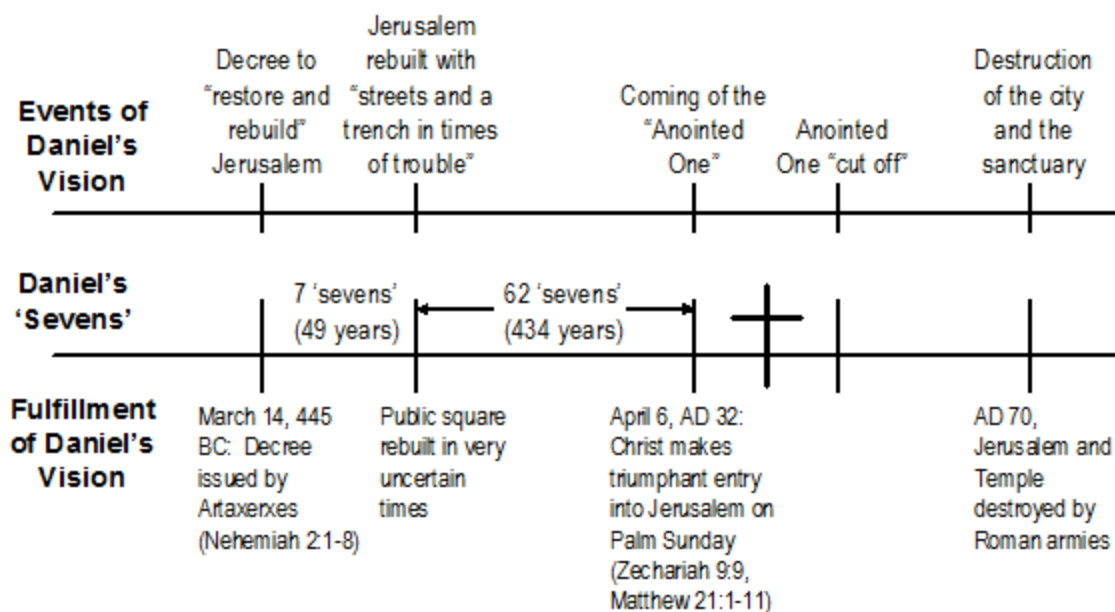 Events of
Daniel's
Vision
Decree to
"restore and
rebuild"
Jerusalem
Jerusalem
rebuilt with
"streets and a
trench in times
of trouble"
Coming of the
"Anointed
One"
Anointed
One "cut off"
Destruction
of the city
and the
sanctuary
Daniel's
'Sevens'
7 'sevens'
(49 years)
62 'sevens'
(434 years)
Fulfillment
of Daniel's
Vision
March 14, 445
BC: Decree
issued by
Artaxerxes
(Nehemiah 2:1-8)
Public square
rebuilt in very
uncertain
times
April 6, AD 32:
Christ makes
triumphant entry
into Jerusalem on
Palm Sunday
(Zechariah 9:9,
Matthew 21:1-11)
AD 70,
Jerusalem and
Temple
destroyed by
Roman armies